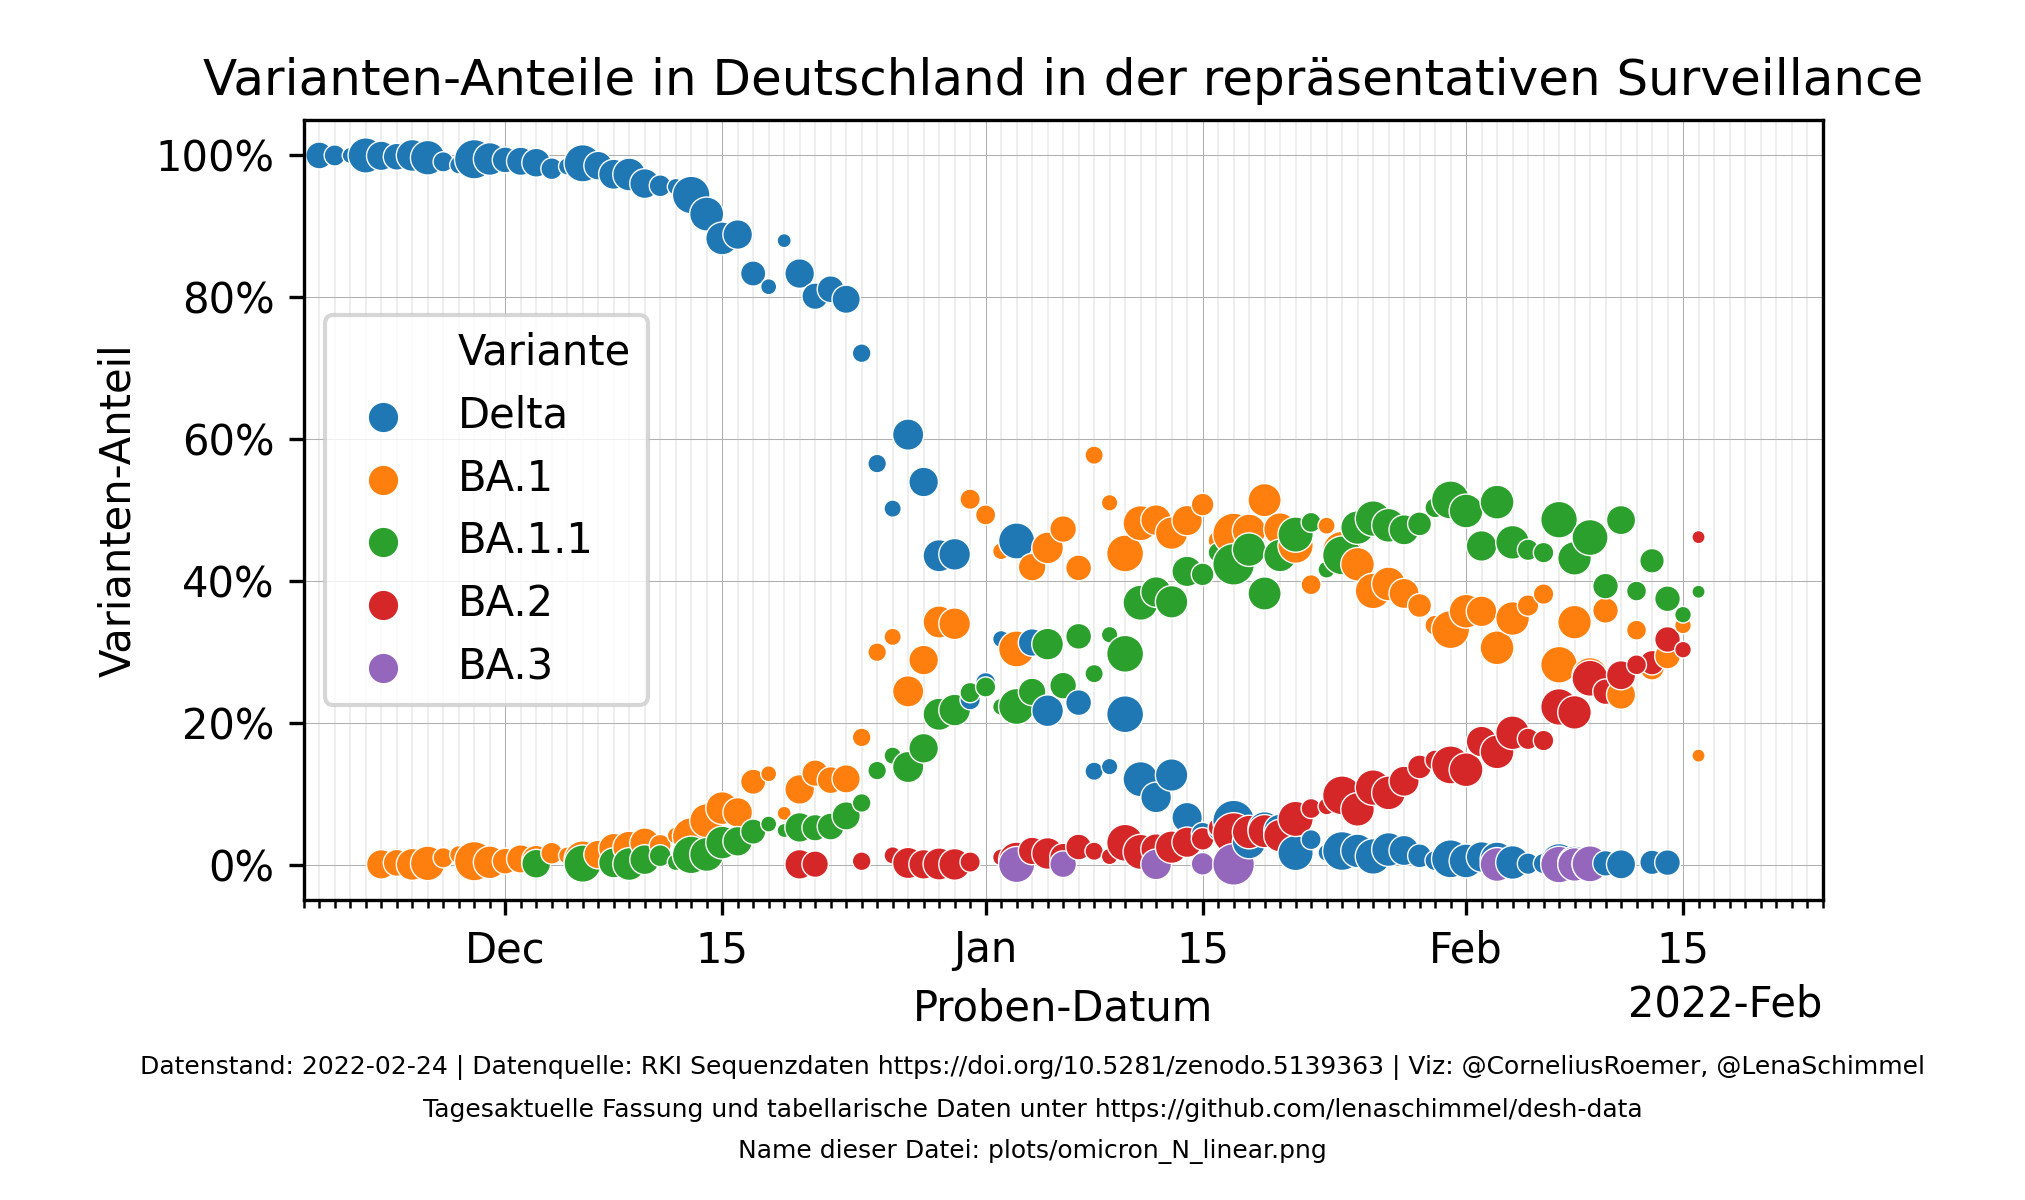 Varianten-Anteile in Deutschland in der repräsentativen Surveillance
100%
80%
60%
40%
20%
0%
Varianten-Anteil
Variante
Delta
BA.1
BA.1.1
BA.2
BA.3
Dec
15
Jan
15
Feb
15
Proben-Datum
2022-Feb
Datenstand: 2022-02-24 | Datenquelle: RKI Sequenzdaten https://doi.org/10.5281/zenodo.5139363 | Viz: @CorneliusRoemer, @LenaSchimmel
Tagesaktuelle Fassung und tabellarische Daten unter https://github.com/lenaschimmel/desh-data
Name dieser Datei: plots/omicron_N_linear.png